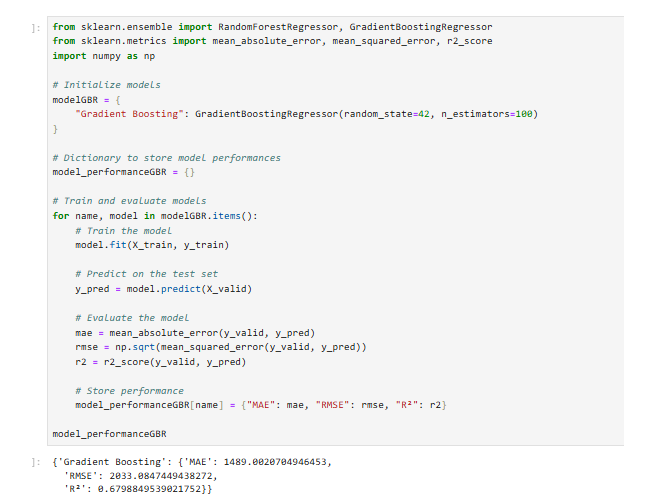 ]: from sklearn.ensemble import RandomForestRegressor, GradientBoostingRegressor
from sklearn.metrics import mean_absolute_error, mean_squared_error, r2_score
import numpy as np

# Initialize models
modelGBR = {
    "Gradient Boosting": GradientBoostingRegressor(random_state=42, n_estimators=100)
}

# Dictionary to store model performances
model_performanceGBR = {}

# Train and evaluate models
for name, model in modelGBR.items():
    # Train the model
    model.fit(X_train, y_train)

    # Predict on the test set
    y_pred = model.predict(X_valid)

    # Evaluate the model
    mae = mean_absolute_error(y_valid, y_pred)
    rmse = np.sqrt(mean_squared_error(y_valid, y_pred))
    r2 = r2_score(y_valid, y_pred)

    # Store performance
    model_performanceGBR[name] = {"MAE": mae, "RMSE": rmse, "R²": r2}

model_performanceGBR
]: {'Gradient Boosting': {'MAE': 1489.0020704946453,
  'RMSE': 2033.0847449438272,
  'R²': 0.6798849539021752}}